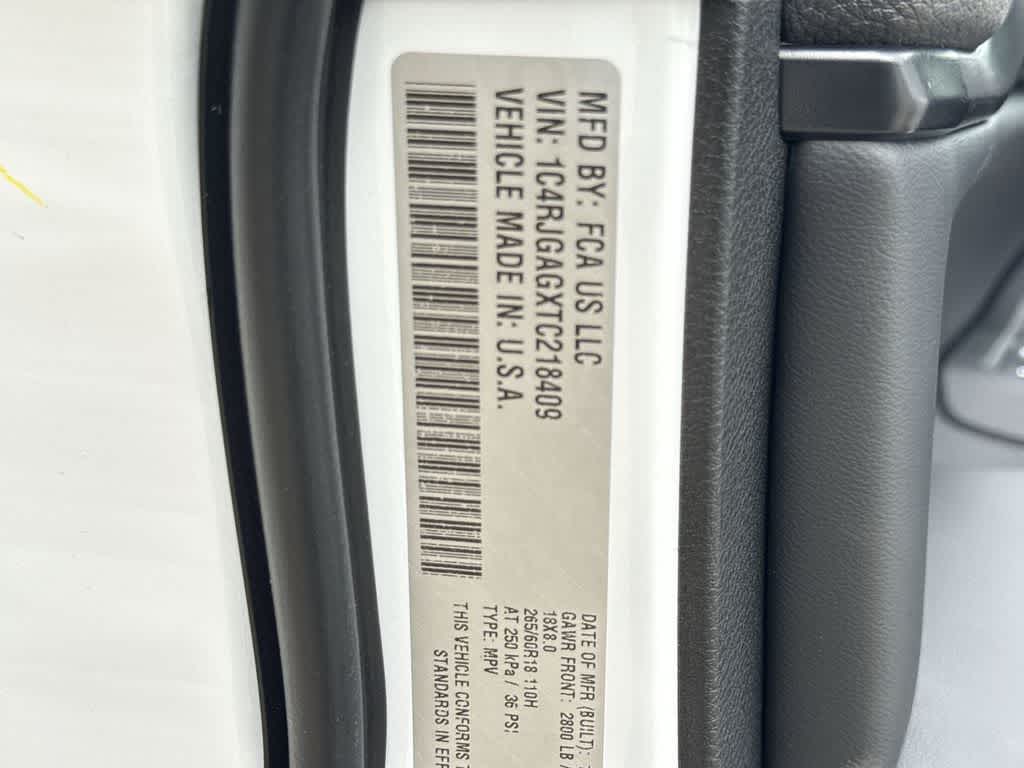 MFD BY: FCA US LLC
VIN: 1C4RJGAGXTC218409
VEHICLE MADE IN: U.S.A.
DATE OF MFR (BUILT):
GAWR FRONT: 2800 LB
18X8.0
265/60R18 110H
AT 250 kPa / 36 PSI
TYPE: MPV
THIS VEHICLE CONFORMS
STANDARDS IN